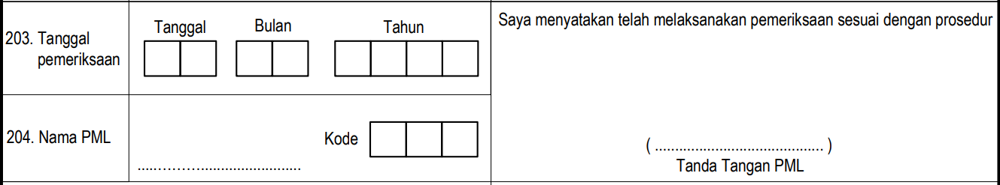 203. Tanggal pemeriksaan
Tanggal Bulan Tahun
Saya menyatakan telah melaksanakan pemeriksaan sesuai dengan prosedur
204. Nama PML
........................................
Kode
( .......................................... )
Tanda Tangan PML